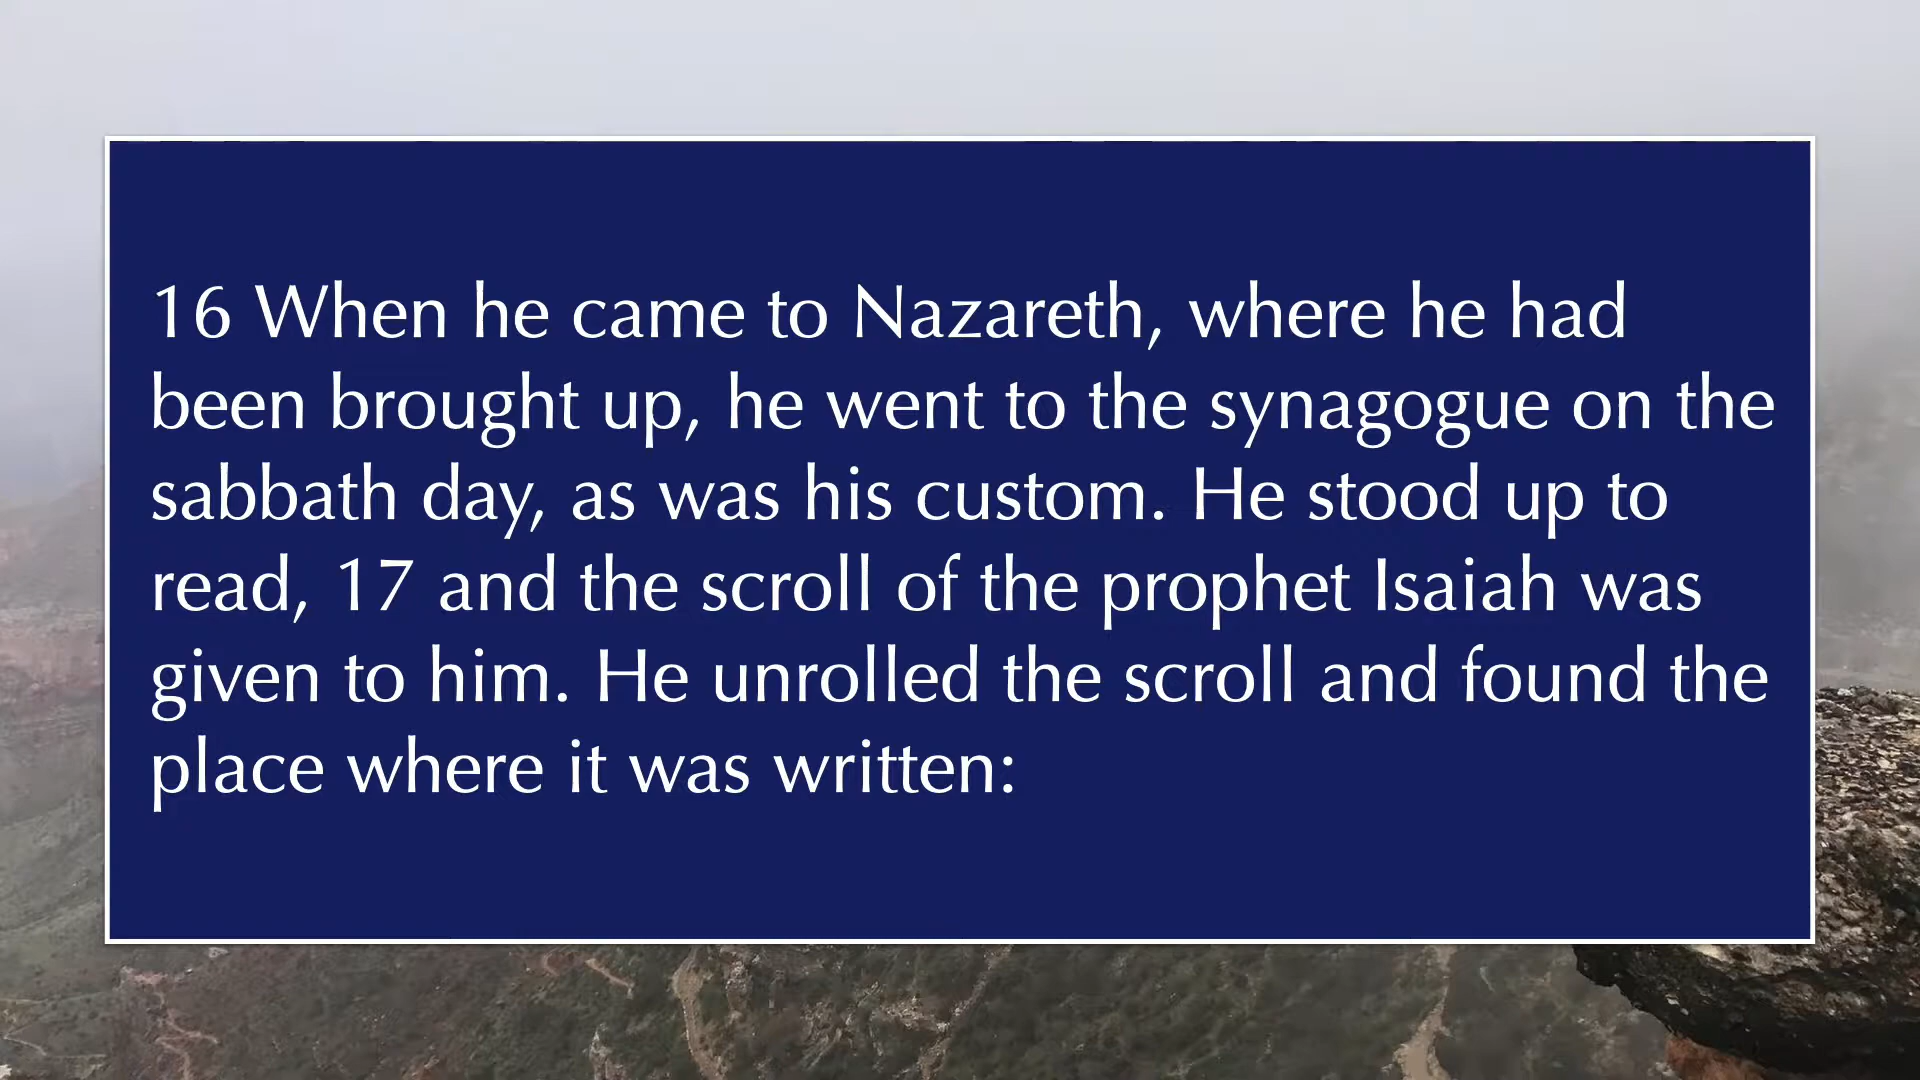 16 When he came to Nazareth, where he had
been brought up, he went to the synagogue on the
sabbath day, as was his custom. He stood up to
read, 17 and the scroll of the prophet Isaiah was
given to him. He unrolled the scroll and found the
place where it was written: